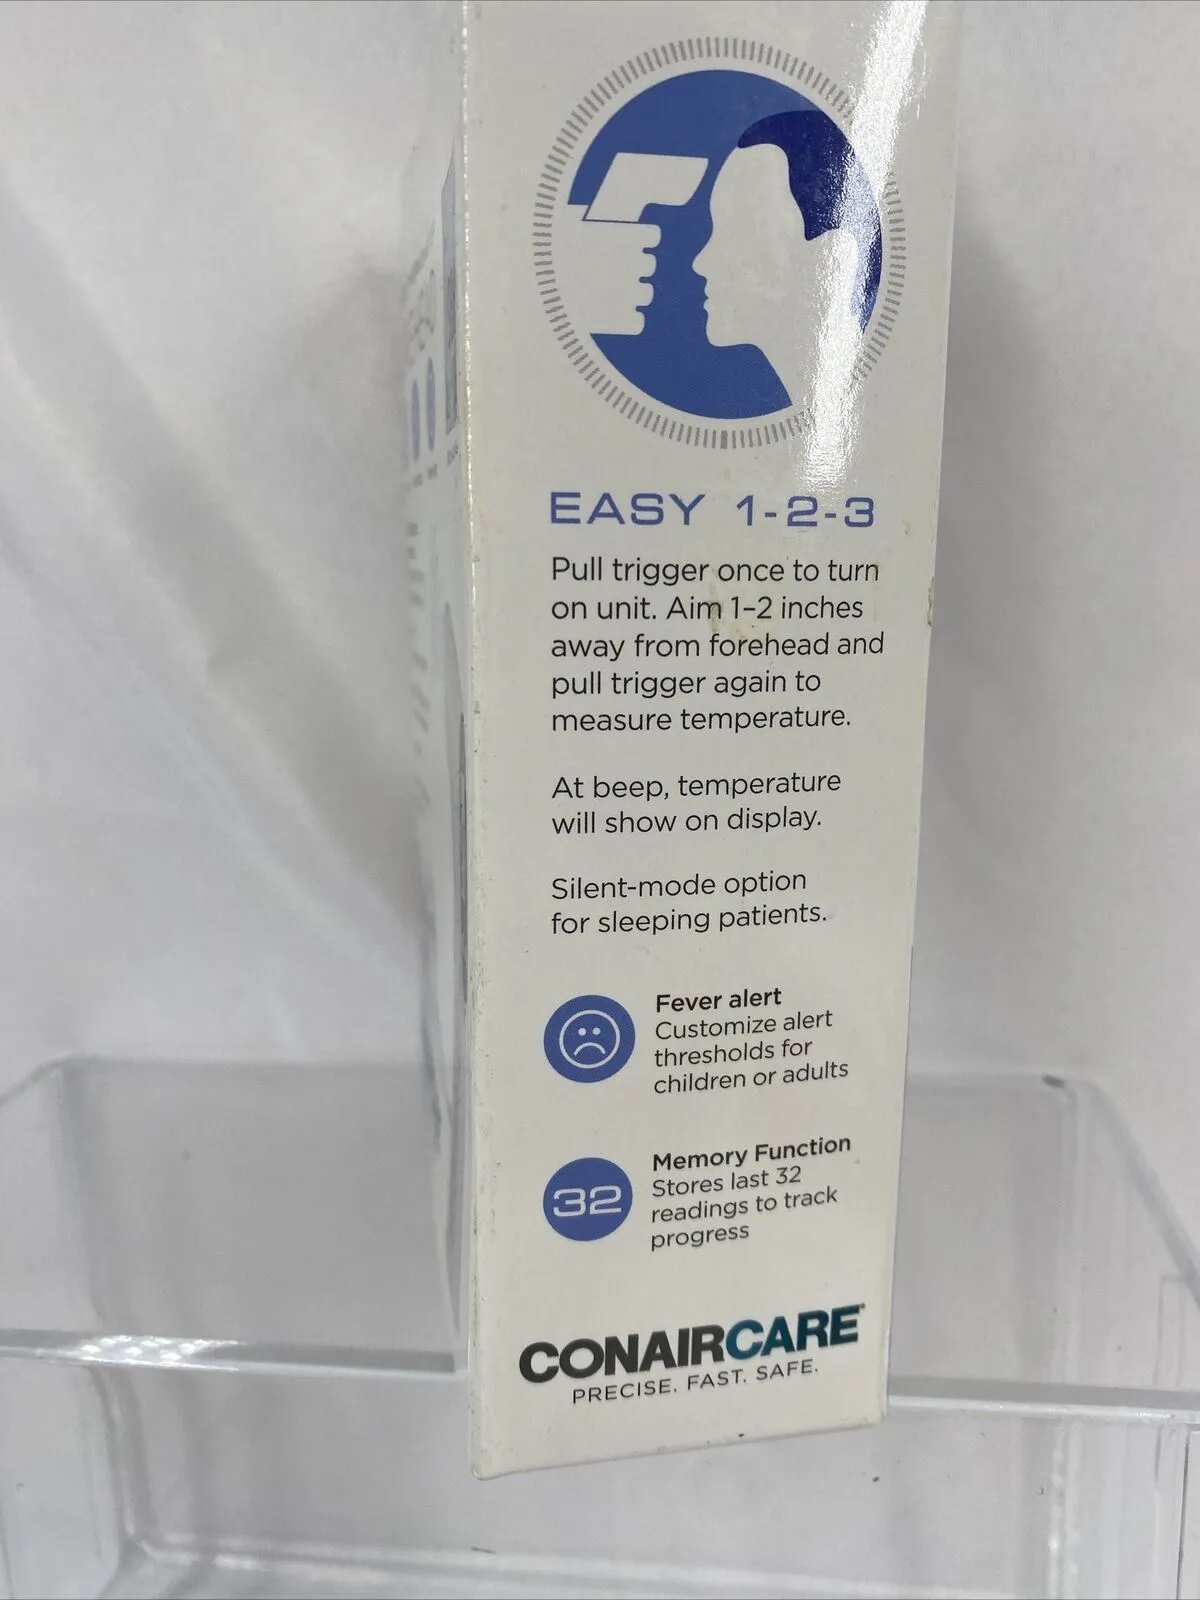 EASY 1-2-3
Pull trigger once to turn
on unit. Aim 1–2 inches
away from forehead and
pull trigger again to
measure temperature.
At beep, temperature
will show on display.
Silent-mode option
for sleeping patients.
Fever alert
Customize alert
thresholds for
children or adults
32
Memory Function
Stores last 32
readings to track
progress
CONAIRCARE
PRECISE. FAST. SAFE.